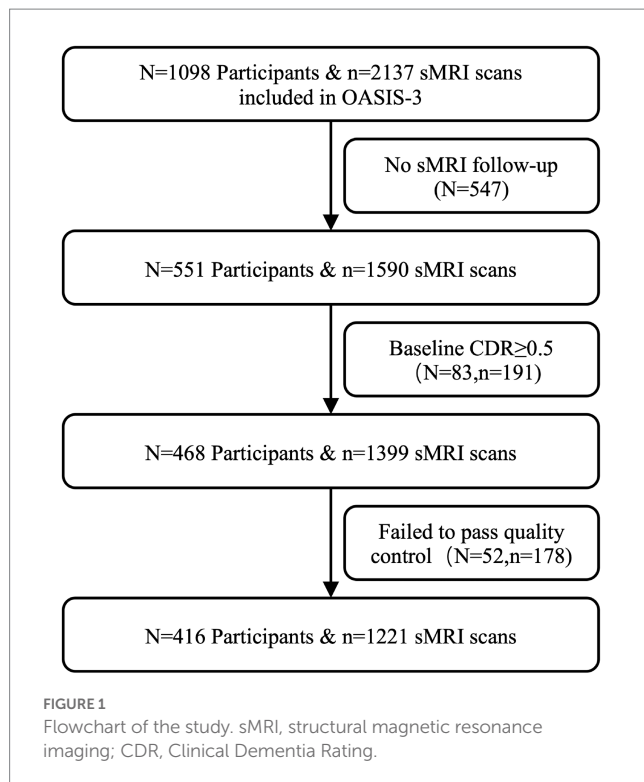 N=1098 Participants & n=2137 sMRI scans
included in OASIS-3
No sMRI follow-up
(N=547)
N=551 Participants & n=1590 sMRI scans
Baseline CDR≥0.5
(N=83,n=191)
N=468 Participants & n=1399 sMRI scans
Failed to pass quality
control (N=52,n=178)
N=416 Participants & n=1221 sMRI scans
FIGURE 1
Flowchart of the study. sMRI, structural magnetic resonance
imaging; CDR, Clinical Dementia Rating.